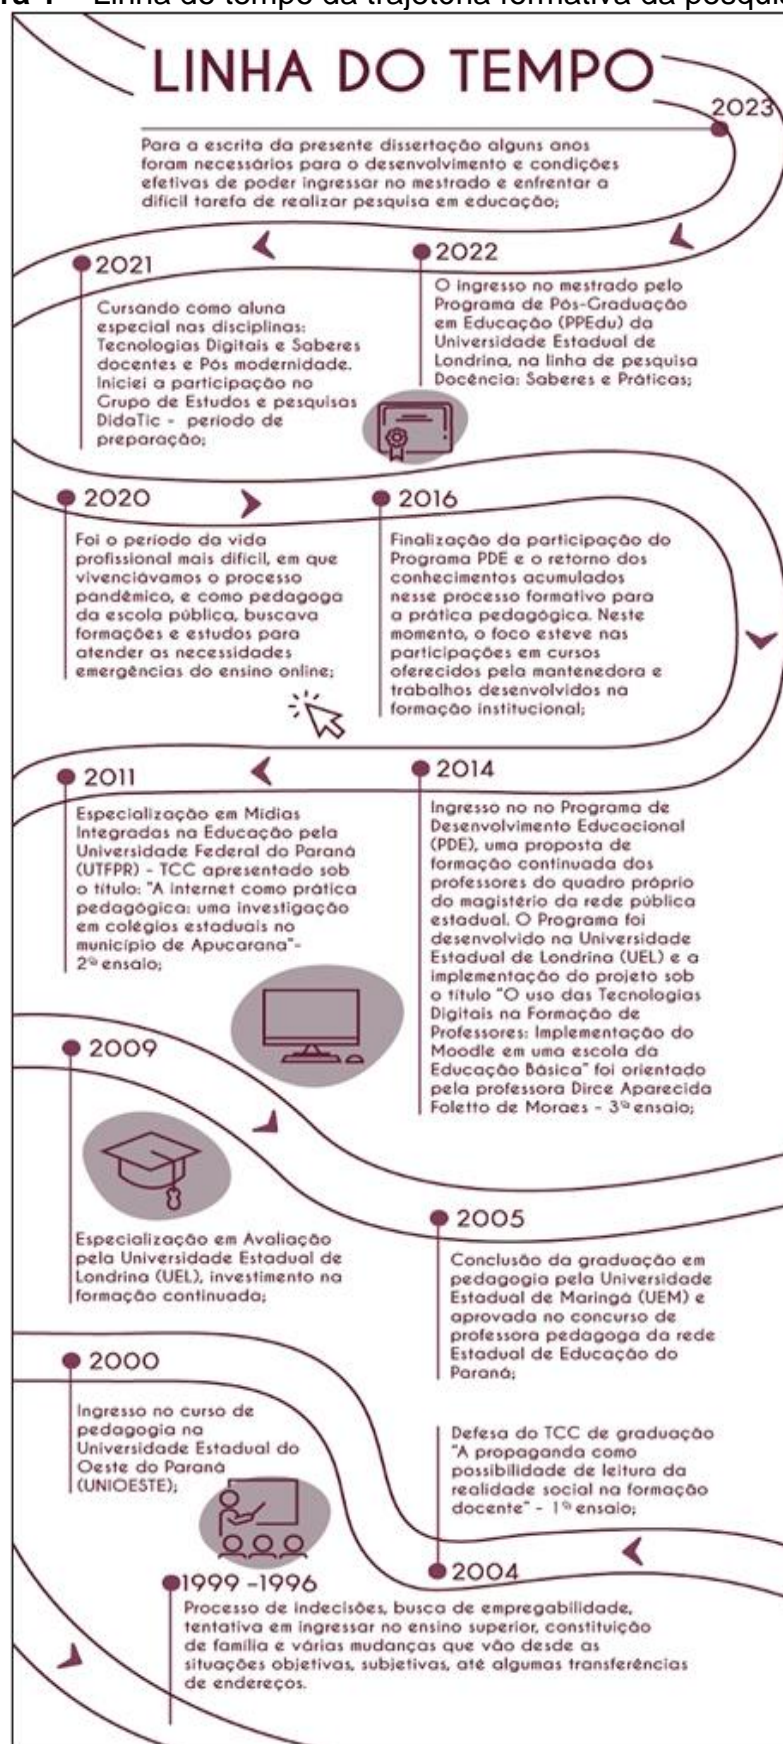 Linha do tempo da trajetória formativa da
LINHA DO TEMPO
2023
Para a escrita da presente dissertação alguns anos
foram necessários para o desenvolvimento e condições
efetivas de poder ingressar no mestrado e enfrentar a
difícil tarefa de realizar pesquisa em educação;
2022
O ingresso no mestrado pelo
Programa de Pós-Graduação
em Educação (PPEdu) da
Universidade Estadual de
Londrina, na linha de pesquisa
Docência: Saberes e Práticas;
2021
Cursando como aluna
especial nas disciplinas:
Tecnologias Digitais e Saberes
docentes e Pós modernidade.
Iniciei a participação no
Grupo de Estudos e pesquisas
DidaTic - período de
preparação;
2020
Foi o período da vida
profissional mais difícil, em que
vivenciávamos o processo
pandêmico, e como pedagoga
da escola pública, buscava
formações e estudos para
atender as necessidades
emergências do ensino online;
2016
Finalização da participação do
Programa PDE e o retorno dos
conhecimentos acumulados
nesse processo formativo para
a prática pedagógica. Neste
momento, o foco esteve nas
participações em cursos
oferecidos pela mantenedora e
trabalhos desenvolvidos na
formação institucional;
2014
Ingresso no no Programa de
Desenvolvimento Educacional
(PDE), uma proposta de
formação continuada dos
professores do quadro próprio
do magistério da rede pública
estadual. O Programa foi
desenvolvido na Universidade
Estadual de Londrina (UEL) e a
implementação do projeto sob
o título "O uso das Tecnologias
Digitais na Formação de
Professores: Implementação do
Moodle em uma escola da
Educação Básica" foi orientado
pela professora Dirce Aparecida
Foletto de Moraes - 3º ensaio;
2011
Especialização em Mídias
Integradas na Educação pela
Universidade Federal do Paraná
(UTFPR) - TCC apresentado sob
o título: "A internet como prática
pedagógica: uma investigação
em colégios estaduais no
município de Apucarana"-
2º ensaio;
2009
Especialização em Avaliação
pela Universidade Estadual de
Londrina (UEL), investimento na
formação continuada;
2005
Conclusão da graduação em
pedagogia pela Universidade
Estadual de Maringá (UEM) e
aprovada no concurso de
professora pedagoga da rede
Estadual de Educação do
Paraná;
Defesa do TCC de graduação
"A propaganda como
possibilidade de leitura da
realidade social na formação
docente" - 1º ensaio;
2004
2000
Ingresso no curso de
pedagogia na
Universidade Estadual do
Oeste do Paraná
(UNIOESTE);
1999 -1996
Processo de indecisões, busca de empregabilidade,
tentativa em ingressar no ensino superior, constituição
de família e várias mudanças que vão desde as
situações objetivas, subjetivas, até algumas transferências
de endereços.